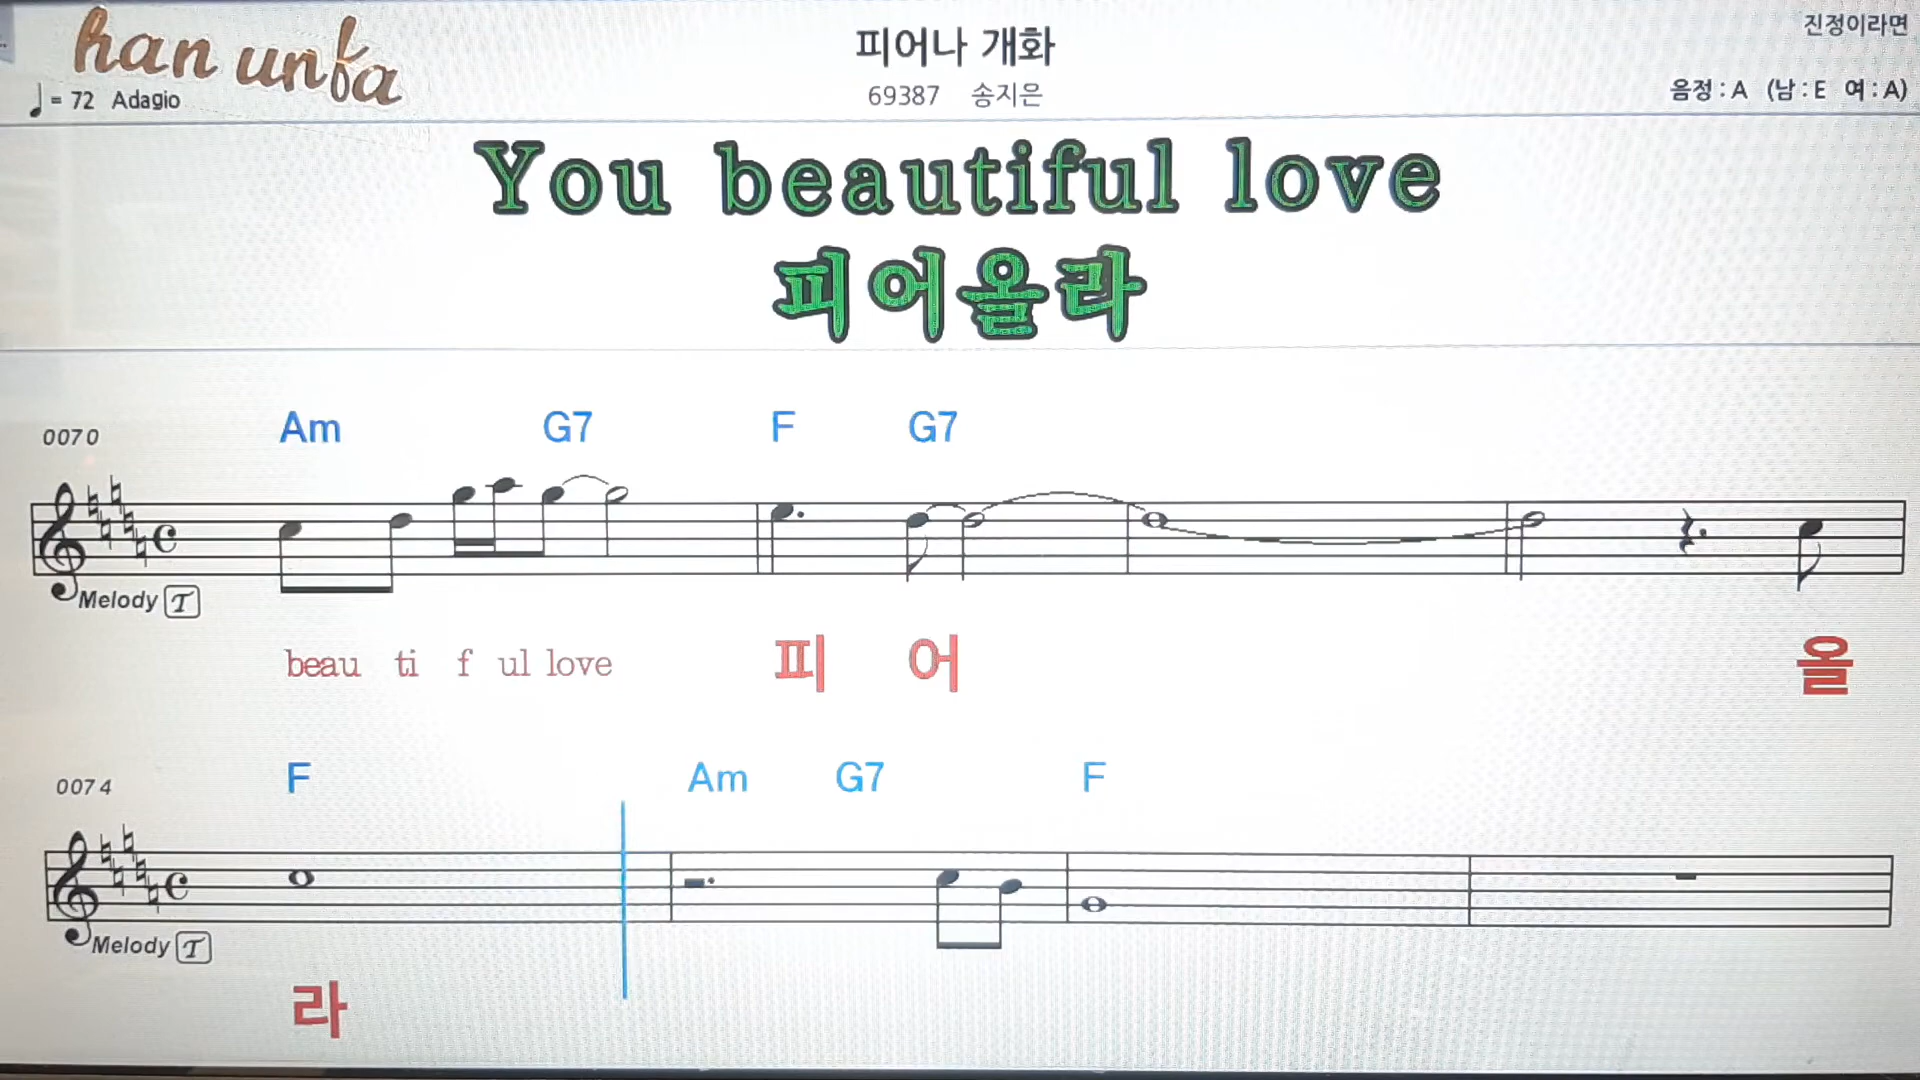 han unfa
피어나 개화
진정이라면
♩= 72 Adagio
69387 송지은
음정 : A (남 : E 여 : A)
You beautiful love
피어올라
Am G7 F G7
0070
Melody T
beau ti f ul love 피 어 올
F Am G7 F
0074
Melody T
라